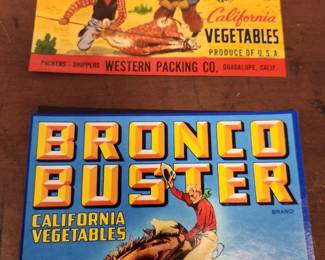 California
VEGETABLES
PRODUCE OF U.S.A.
PACKERS - SHIPPERS WESTERN PACKING CO. GUADALUPE, CALIF.
BRONCO
BUSTER
BRAND
CALIFORNIA
VEGETABLES